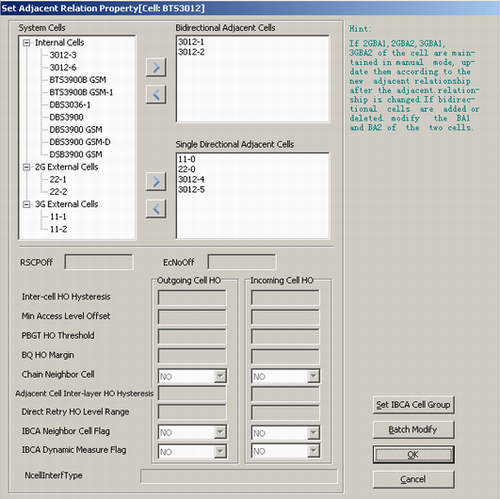 Set Adjacent Relation Property[Cell: BTS3012]
System Cells
Internal Cells
3012-3
3012-6
BTS3900B GSM
BTS3900B GSM-1
DBS3036-1
DBS3900
DBS3900 GSM
DBS3900 GSM-D
DSB3900 GSM
2G External Cells
22-1
22-2
3G External Cells
11-1
11-2
Bidirectional Adjacent Cells
3012-1
3012-2
Single Directional Adjacent Cells
11-0
22-0
3012-4
3012-5
Hint:
If 2GBA1,2GBA2,3GBA1,
3GBA2 of the cell are main-
tained in manual mode, up-
date them according to the
new adjacent relationship
after the adjacent relation-
ship is changed.If bidirec-
tional cells are added or
deleted. modify the BA1
and BA2 of the two cells.
RSCPOff
EcNoOff
Outgoing Cell HO
Incoming Cell HO
Inter-cell HO Hysteresis
Min Access Level Offset
PBGT HO Threshold
BQ HO Margin
Chain Neighbor Cell NO NO
Adjacent Cell Inter-layer HO Hysteresis
Direct Retry HO Level Range
IBCA Neighbor Cell Flag NO NO
IBCA Dynamic Measure Flag NO NO
NcellInterfType
Set IBCA Cell Group
Batch Modify
OK
Cancel